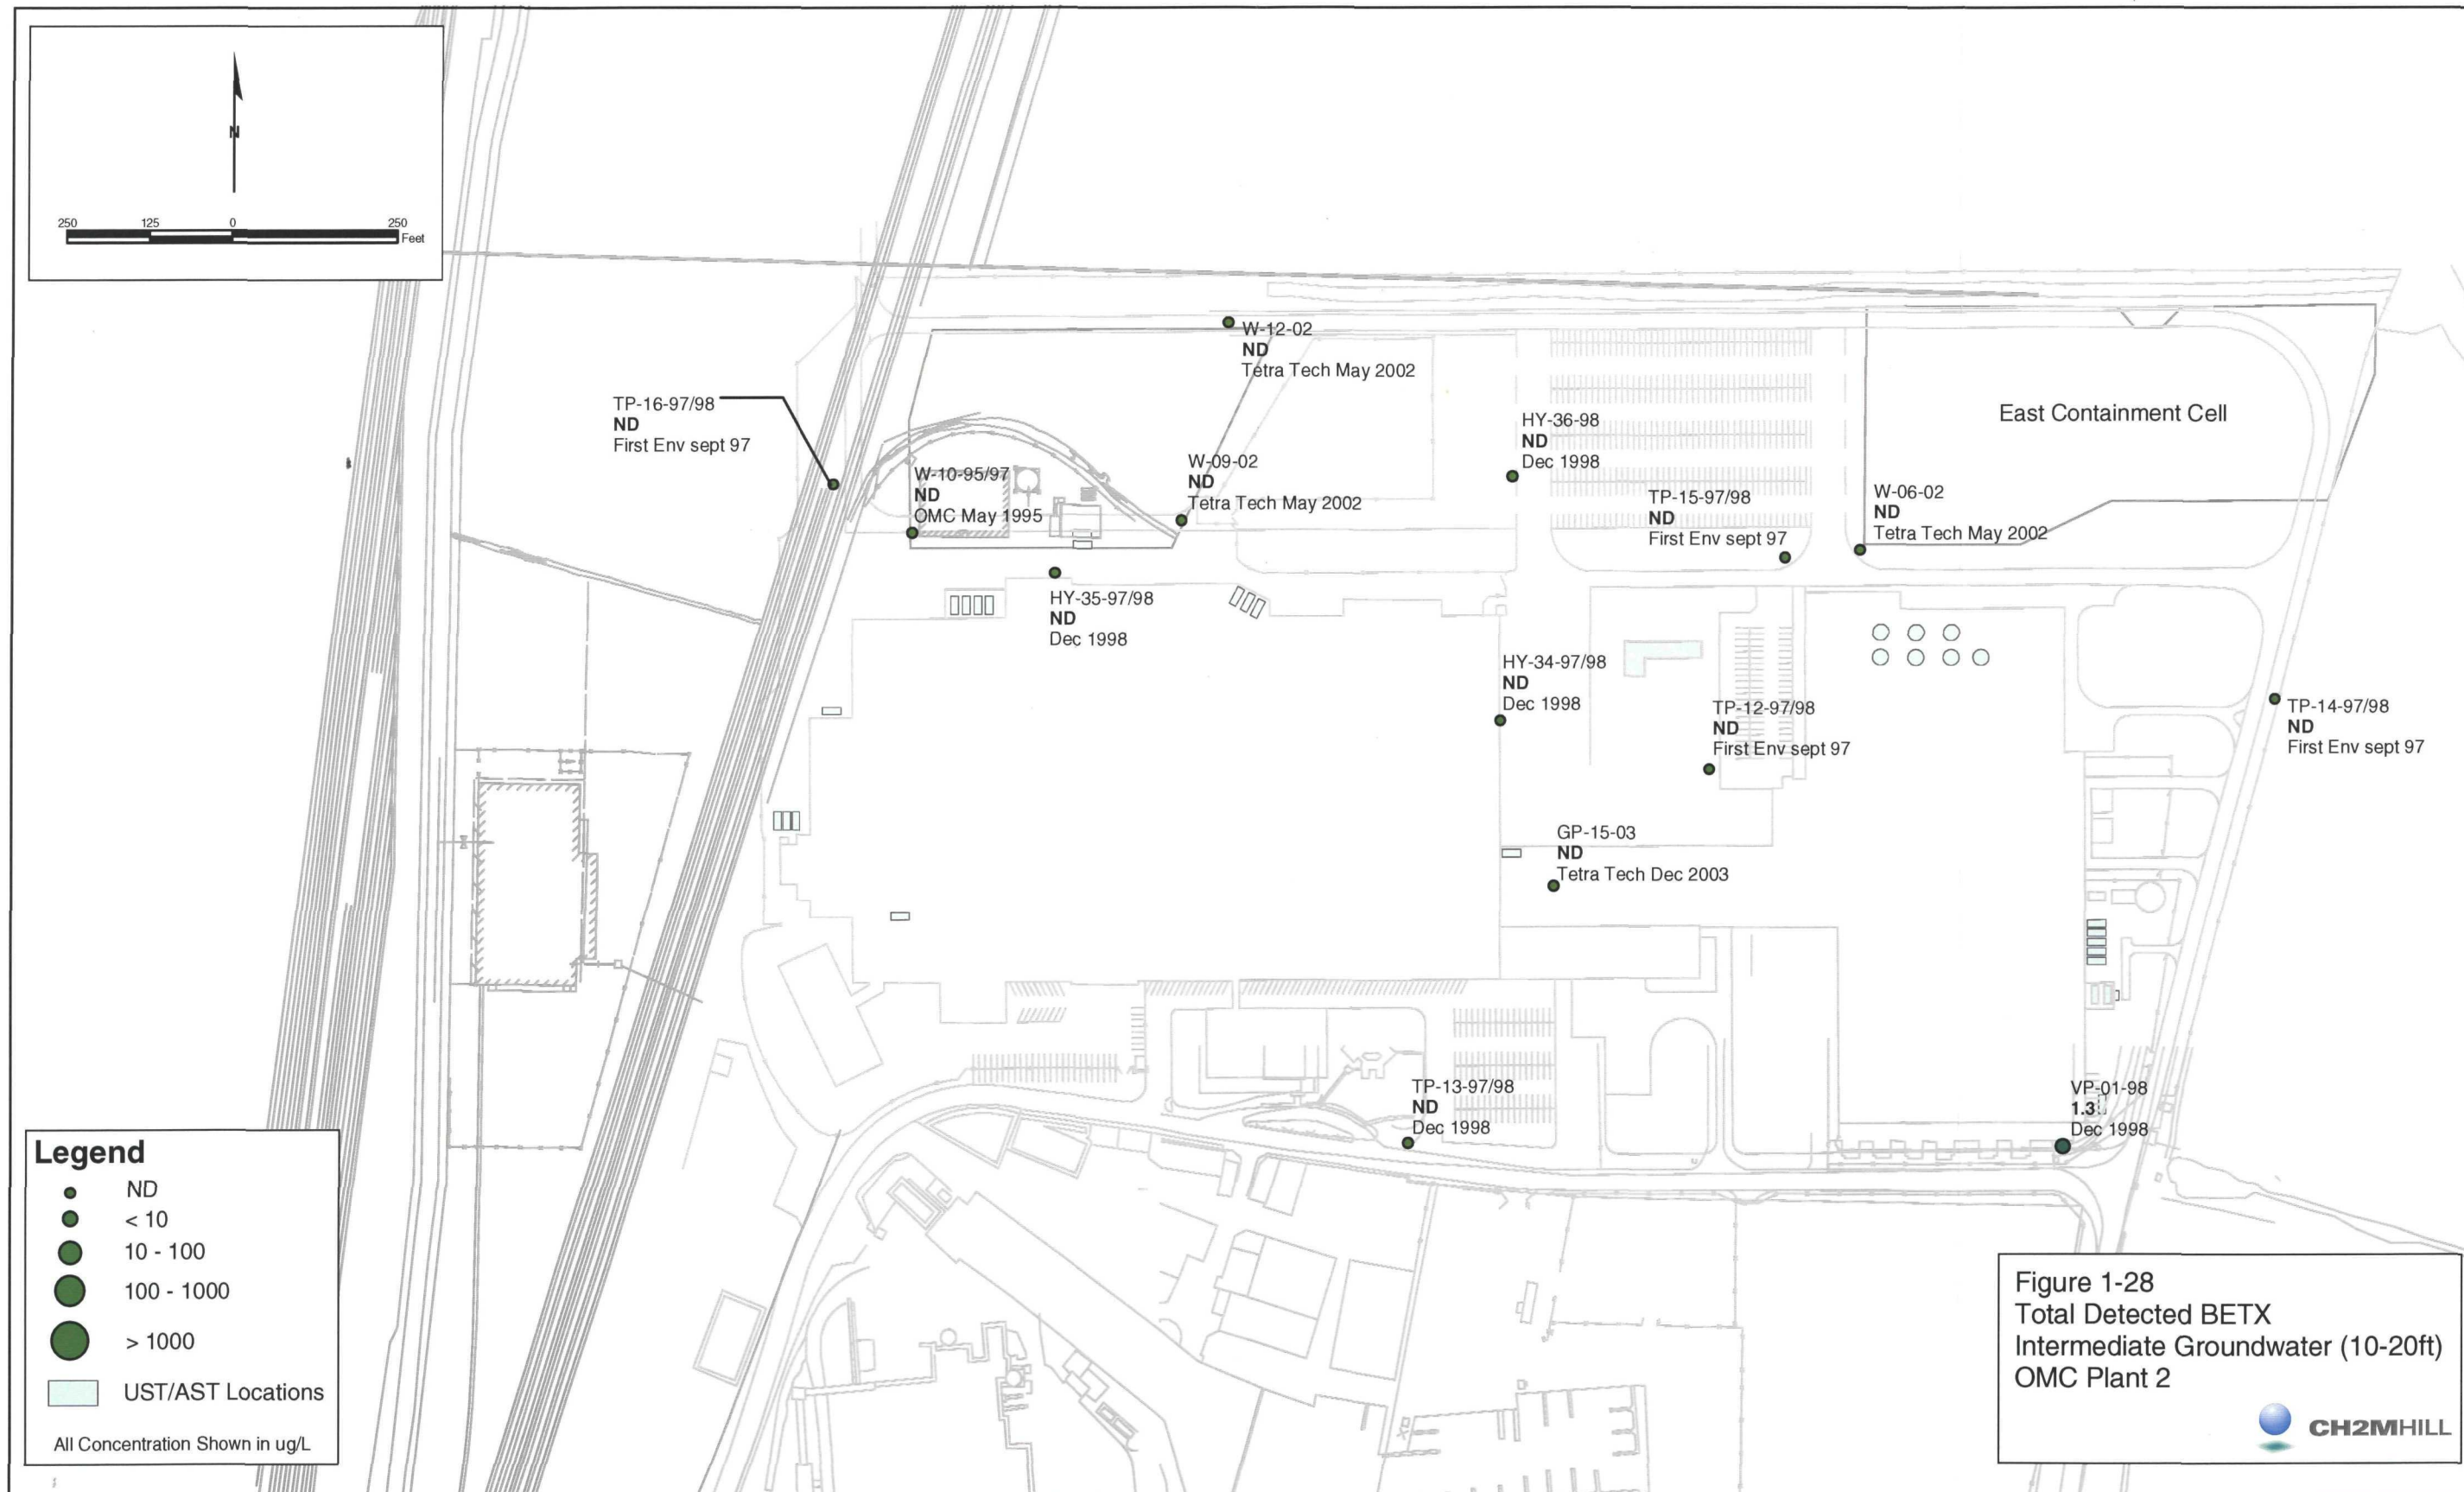 N
250 125 0 250
Feet
W-12-02
ND
Tetra Tech May 2002
TP-16-97/98
ND
First Env sept 97
HY-36-98
ND
Dec 1998
East Containment Cell
W-09-02
ND
Tetra Tech May 2002
W-10-95/97
ND
OMC May 1995
TP-15-97/98
ND
First Env sept 97
W-06-02
ND
Tetra Tech May 2002
HY-35-97/98
ND
Dec 1998
HY-34-97/98
ND
Dec 1998
TP-12-97/98
ND
First Env sept 97
TP-14-97/98
ND
First Env sept 97
GP-15-03
ND
Tetra Tech Dec 2003
TP-13-97/98
ND
Dec 1998
VP-01-98
1.3
Dec 1998
Legend
ND
< 10
10 - 100
100 - 1000
> 1000
UST/AST Locations
All Concentration Shown in ug/L
Figure 1-28
Total Detected BETX
Intermediate Groundwater (10-20ft)
OMC Plant 2
CH2MHILL